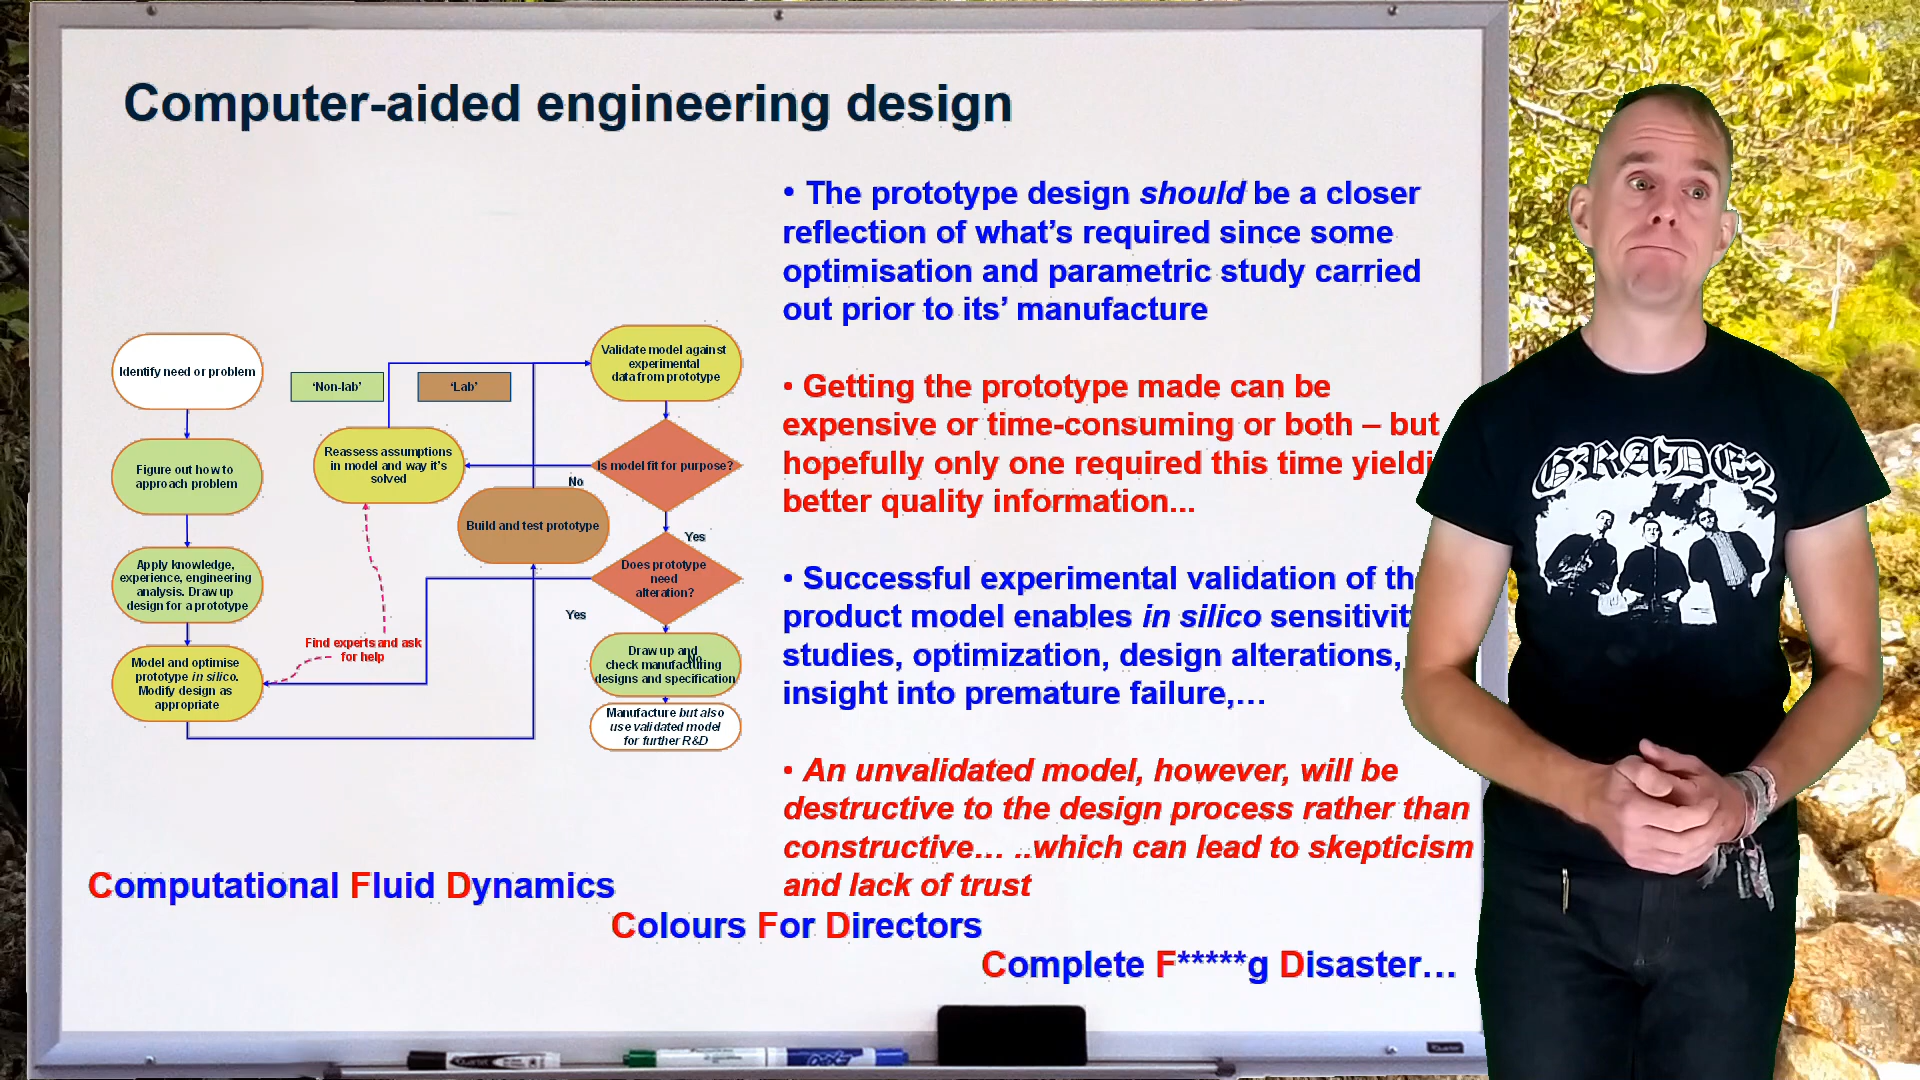 Computer-aided engineering design
• The prototype design should be a closer
reflection of what's required since some
optimisation and parametric study carried
out prior to its' manufacture
• Getting the prototype made can be
expensive or time-consuming or both – but
hopefully only one required this time yieldi
better quality information...
• Successful experimental validation of th
product model enables in silico sensitivit
studies, optimization, design alterations,
insight into premature failure,...
• An unvalidated model, however, will be
destructive to the design process rather than
constructive... ..which can lead to skepticism
and lack of trust
Identify need or problem
Figure out how to
approach problem
Apply knowledge,
experience, engineering
analysis. Draw up
design for a prototype
Model and optimise
prototype in silico.
Modify design as
appropriate
'Non-lab'
'Lab'
Reassess assumptions
in model and way it's
solved
Build and test prototype
Find experts and ask
for help
Validate model against
experimental
data from prototype
Is model fit for purpose?
No
Yes
Does prototype
need
alteration?
Yes
No
Draw up and
check manufacturing
designs and specification
Manufacture but also
use validated model
for further R&D
Computational Fluid Dynamics
Colours For Directors
Complete F*****g Disaster...
GRADE 2